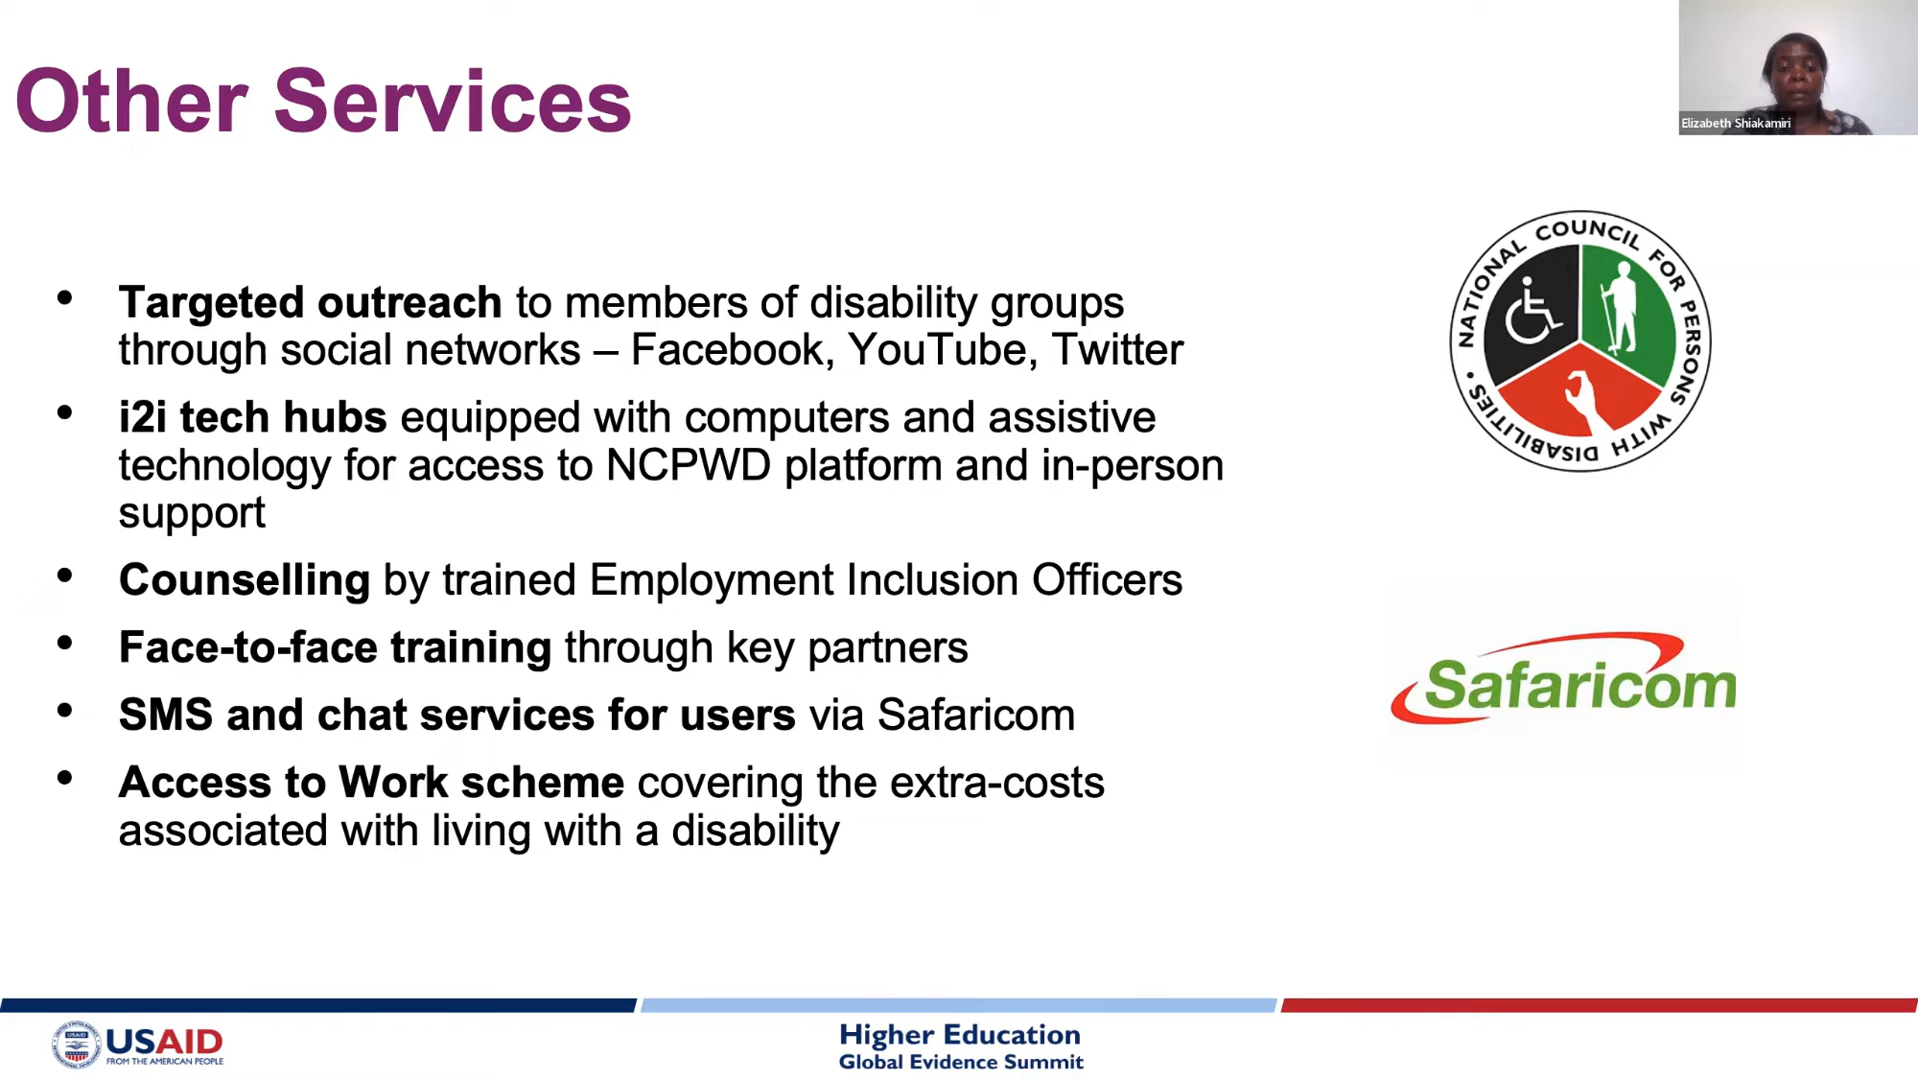 Other Services
Elizabeth Shiakamiri
• Targeted outreach to members of disability groups
through social networks – Facebook, YouTube, Twitter
• i2i tech hubs equipped with computers and assistive
technology for access to NCPWD platform and in-person
support
• Counselling by trained Employment Inclusion Officers
• Face-to-face training through key partners
• SMS and chat services for users via Safaricom
• Access to Work scheme covering the extra-costs
associated with living with a disability
NATIONAL COUNCIL FOR PERSONS WITH DISABILITIES •
Safaricom
USAID
FROM THE AMERICAN PEOPLE
Higher Education
Global Evidence Summit